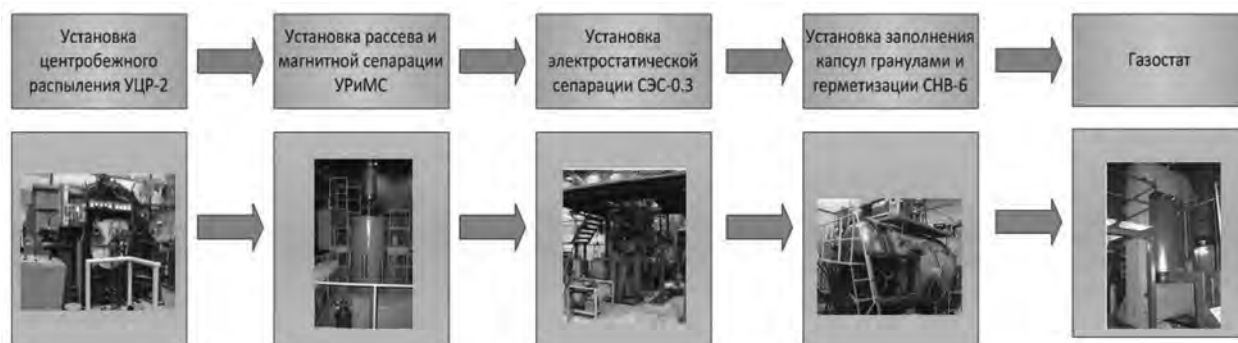 Установка
центробежного
распыления УЦР-2
Установка рассева и
магнитной сепарации
УРиМС
Установка
электростатической
сепарации СЭС-0.3
Установка заполнения
капсул гранулами и
герметизации СНВ-6
Газостат